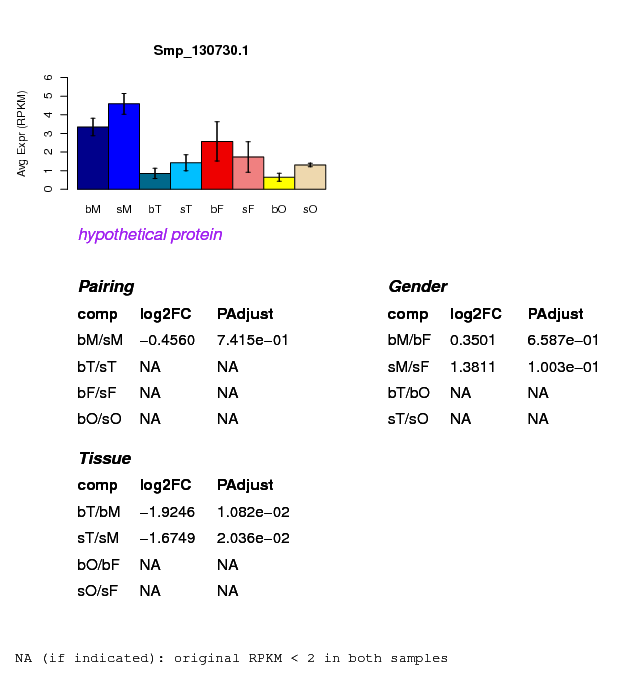 Smp_130730.1
Avg Expr (RPKM)
0 1 2 3 4 5 6
bM sM bT sT bF sF bO sO
hypothetical protein
Pairing
comp log2FC PAdjust
bM/sM −0.4560 7.415e−01
bT/sT NA NA
bF/sF NA NA
bO/sO NA NA
Gender
comp log2FC PAdjust
bM/bF 0.3501 6.587e−01
sM/sF 1.3811 1.003e−01
bT/bO NA NA
sT/sO NA NA
Tissue
comp log2FC PAdjust
bT/bM −1.9246 1.082e−02
sT/sM −1.6749 2.036e−02
bO/bF NA NA
sO/sF NA NA
NA (if indicated): original RPKM < 2 in both samples